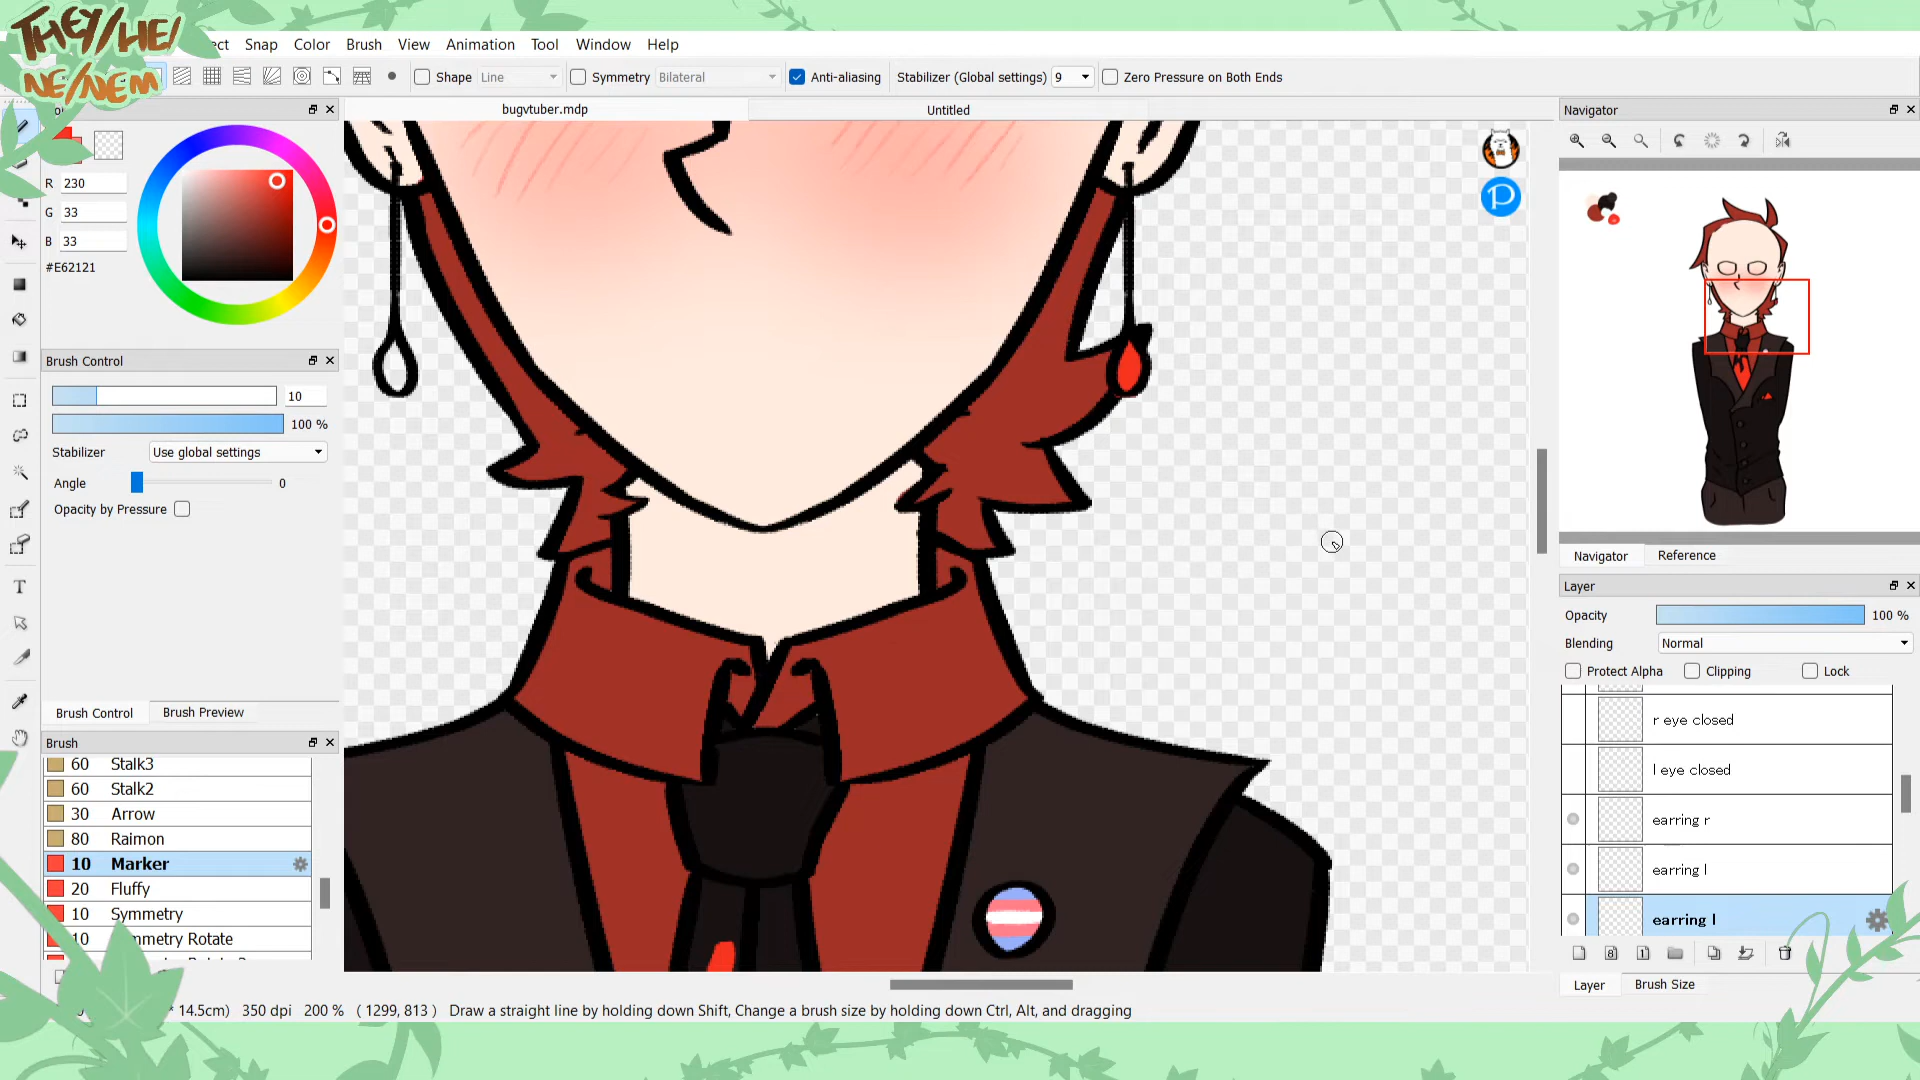 THEY/HE/
NE/NEM
ect Snap Color Brush View Animation Tool Window Help
Shape Line Symmetry Bilateral Anti-aliasing Stabilizer (Global settings) 9 Zero Pressure on Both Ends
bugvtuber.mdp Untitled
R 230
G 33
B 33
#E62121
Brush Control
10
100 %
Stabilizer Use global settings
Angle 0
Opacity by Pressure
Brush Control Brush Preview
Brush
60 Stalk3
60 Stalk2
30 Arrow
80 Raimon
10 Marker
20 Fluffy
10 Symmetry
10 mmetry Rotate
Navigator
Navigator Reference
Layer
Opacity 100 %
Blending Normal
Protect Alpha Clipping Lock
r eye closed
l eye closed
earring r
earring l
earring l
Layer Brush Size
* 14.5cm) 350 dpi 200 % ( 1299, 813 ) Draw a straight line by holding down Shift, Change a brush size by holding down Ctrl, Alt, and dragging